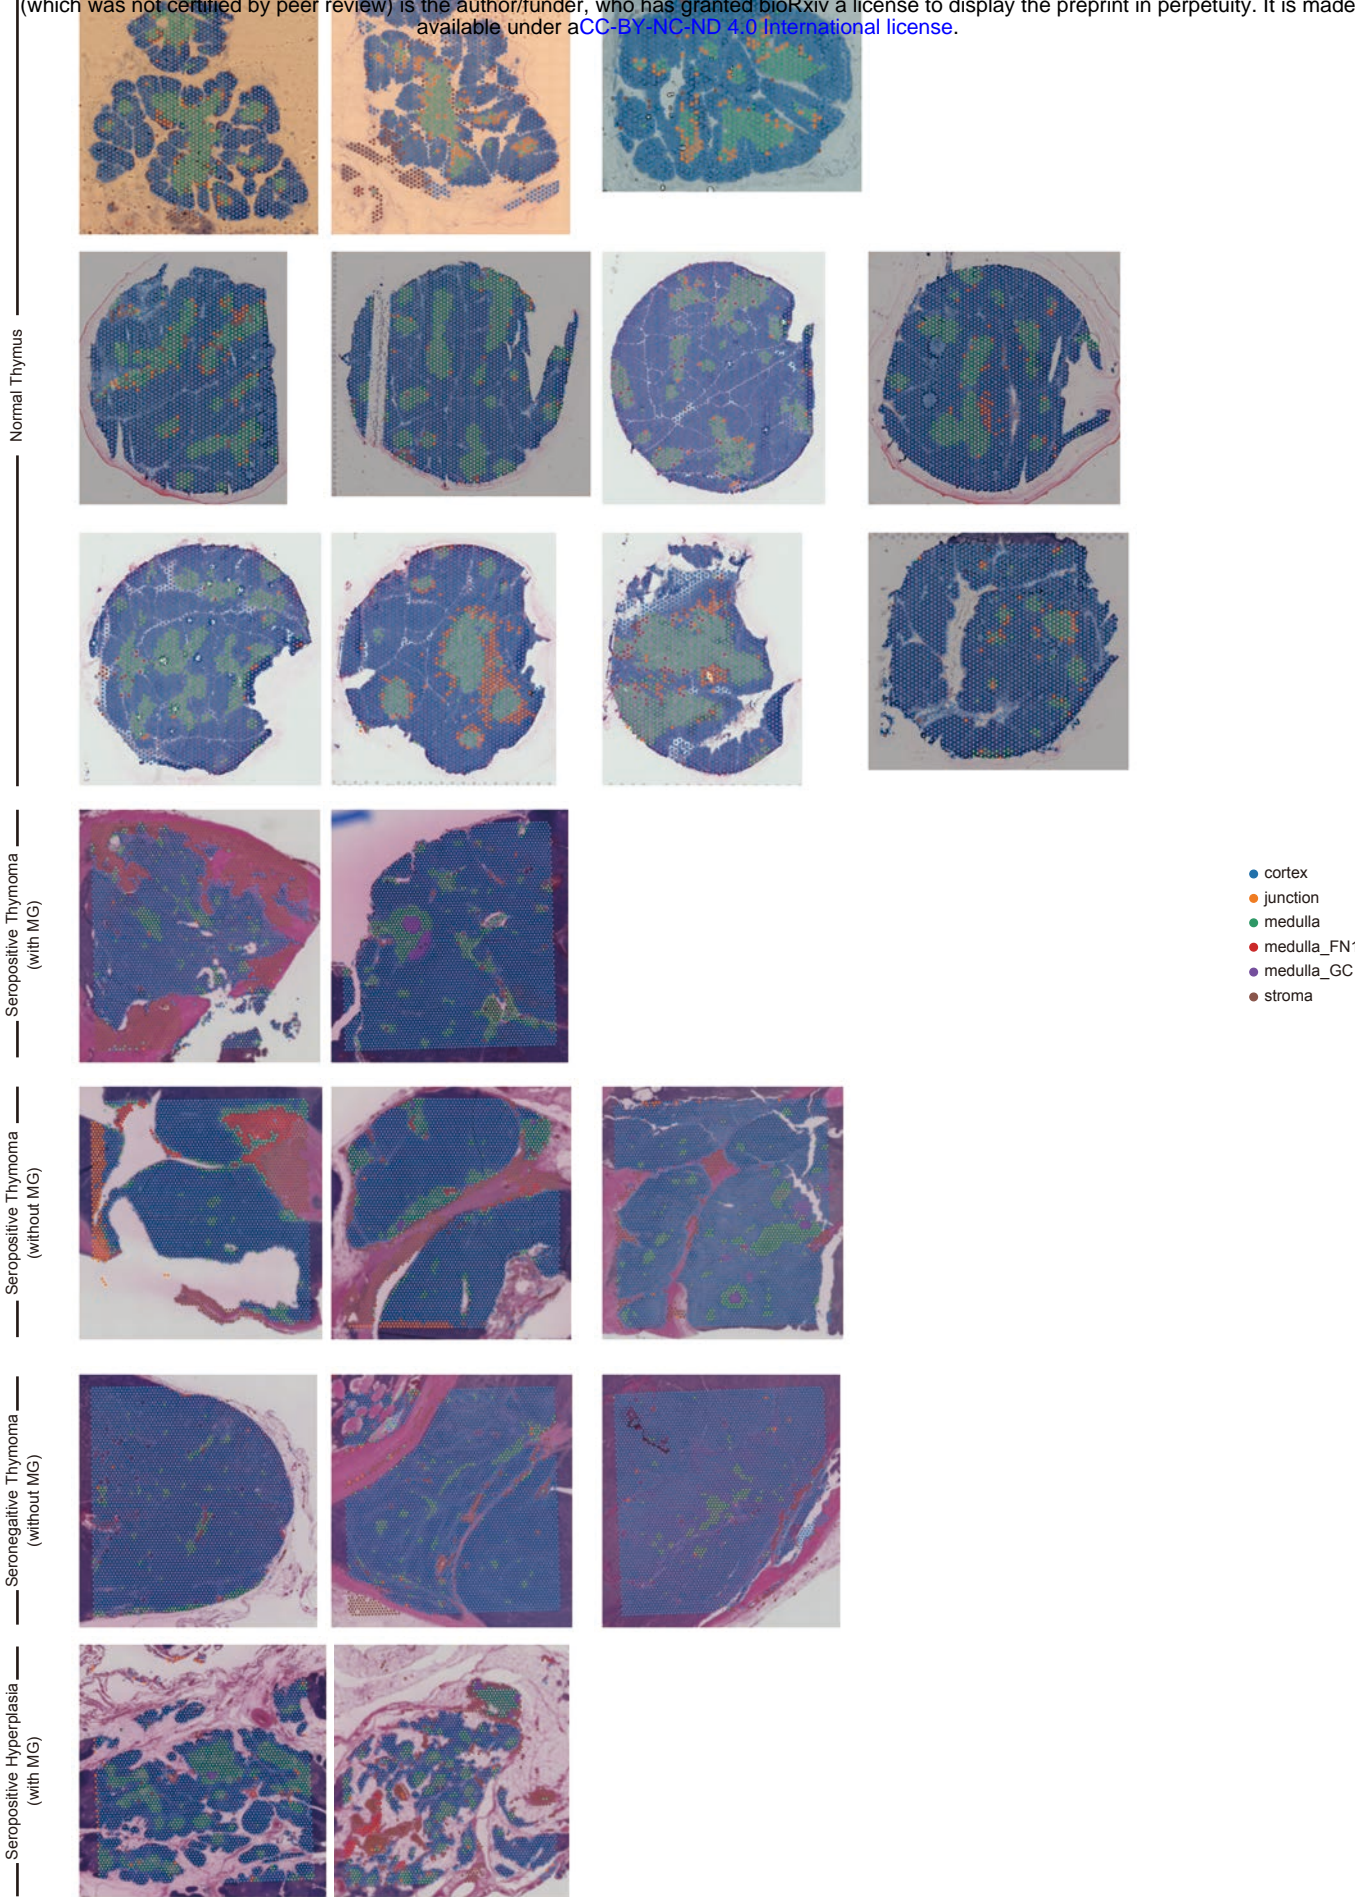 (which was not certified by peer review) is the author/funder, who has granted bioRxiv a license to display the preprint in perpetuity. It is made
available under aCC-BY-NC-ND 4.0 International license.
Normal Thymus
Seropositive Thymoma
(with MG)
Seropositive Thymoma
(without MG)
Seronegaitive Thymoma
(without MG)
Seropositive Hyperplasia
(with MG)
cortex
junction
medulla
medulla_FN1
medulla_GC
stroma